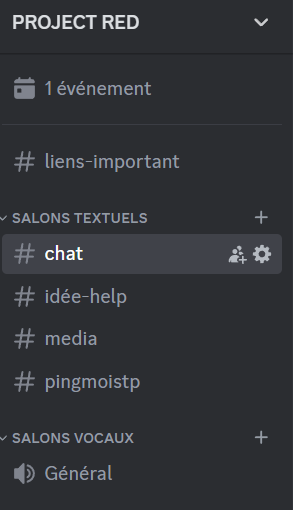 PROJECT RED
1 événement
liens-important
SALONS TEXTUELS
chat
idée-help
media
pingmoistp
SALONS VOCAUX
Général